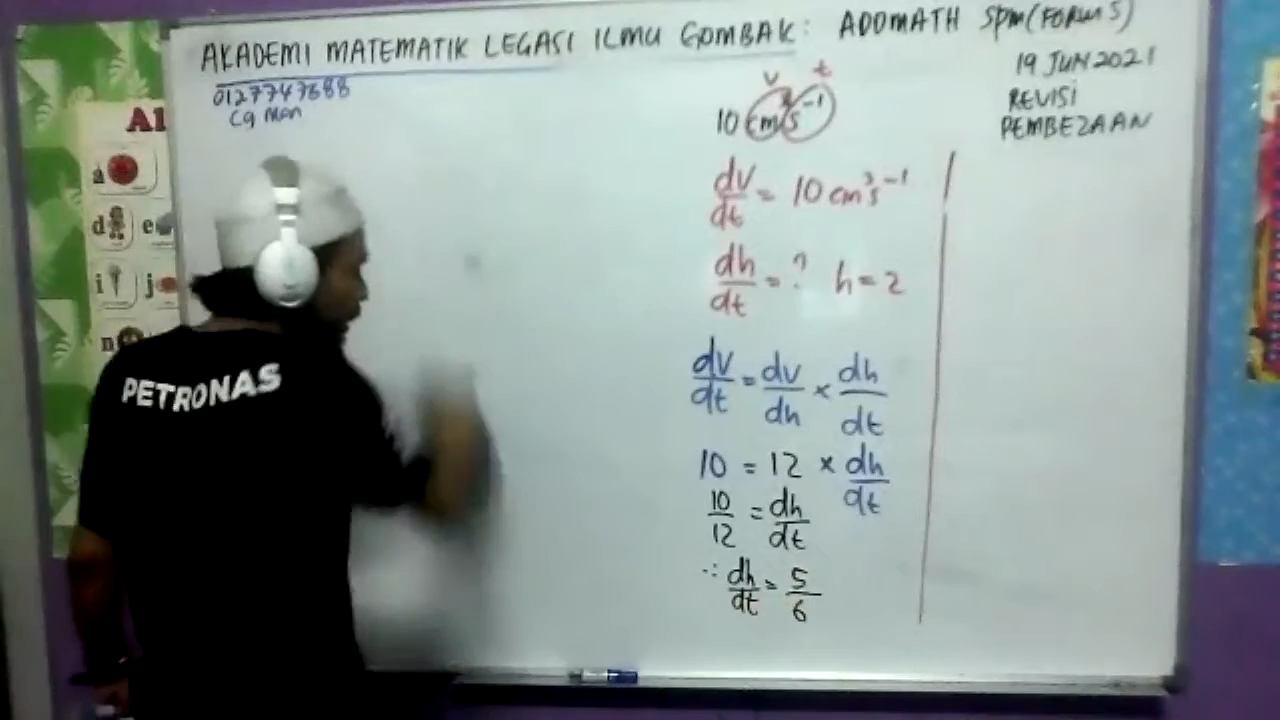 AKADEMI MATEMATIK LEGASI ILMU GOMBAK: ADDMATH SPM (FORM 5)
0127747688
Cg Man
19 JUN 2021
REVISI
PEMBEZAAN
V t
10 cm³s⁻¹
dv/dt = 10 cm³s⁻¹
dh/dt = ? h = 2
dv/dt = dv/dh × dh/dt
10 = 12 × dh/dt
10/12 = dh/dt
∴ dh/dt = 5/6
A1
a
d e
i j
n
PETRONAS